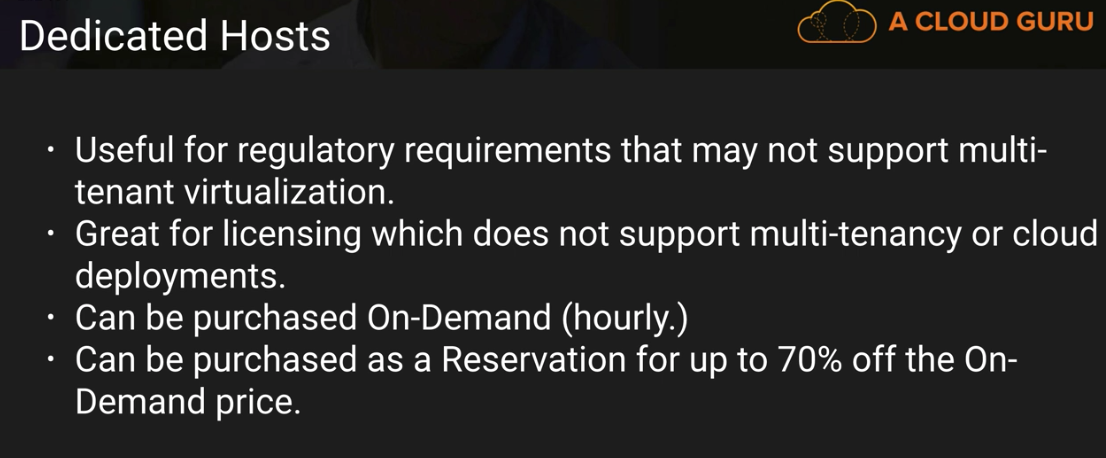 Dedicated Hosts
A CLOUD GURU
• Useful for regulatory requirements that may not support multi-
tenant virtualization.
• Great for licensing which does not support multi-tenancy or cloud
deployments.
• Can be purchased On-Demand (hourly.)
• Can be purchased as a Reservation for up to 70% off the On-
Demand price.